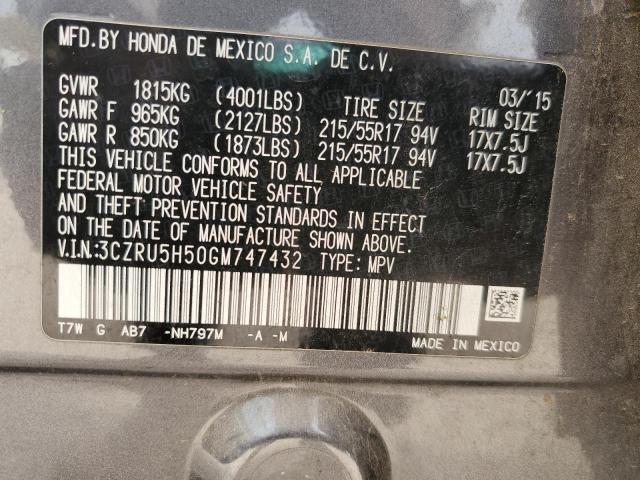 MFD.BY HONDA DE MEXICO S.A. DE C.V.
03/'15
GVWR 1815KG (4001LBS) TIRE SIZE RIM SIZE
GAWR F 965KG (2127LBS) 215/55R17 94V 17X7.5J
GAWR R 850KG (1873LBS) 215/55R17 94V 17X7.5J
THIS VEHICLE CONFORMS TO ALL APPLICABLE
FEDERAL MOTOR VEHICLE SAFETY
AND THEFT PREVENTION STANDARDS IN EFFECT
ON THE DATE OF MANUFACTURE SHOWN ABOVE.
V.I.N:3CZRU5H50GM747432 TYPE: MPV
T7W G AB7 -NH797M -A -M
MADE IN MEXICO